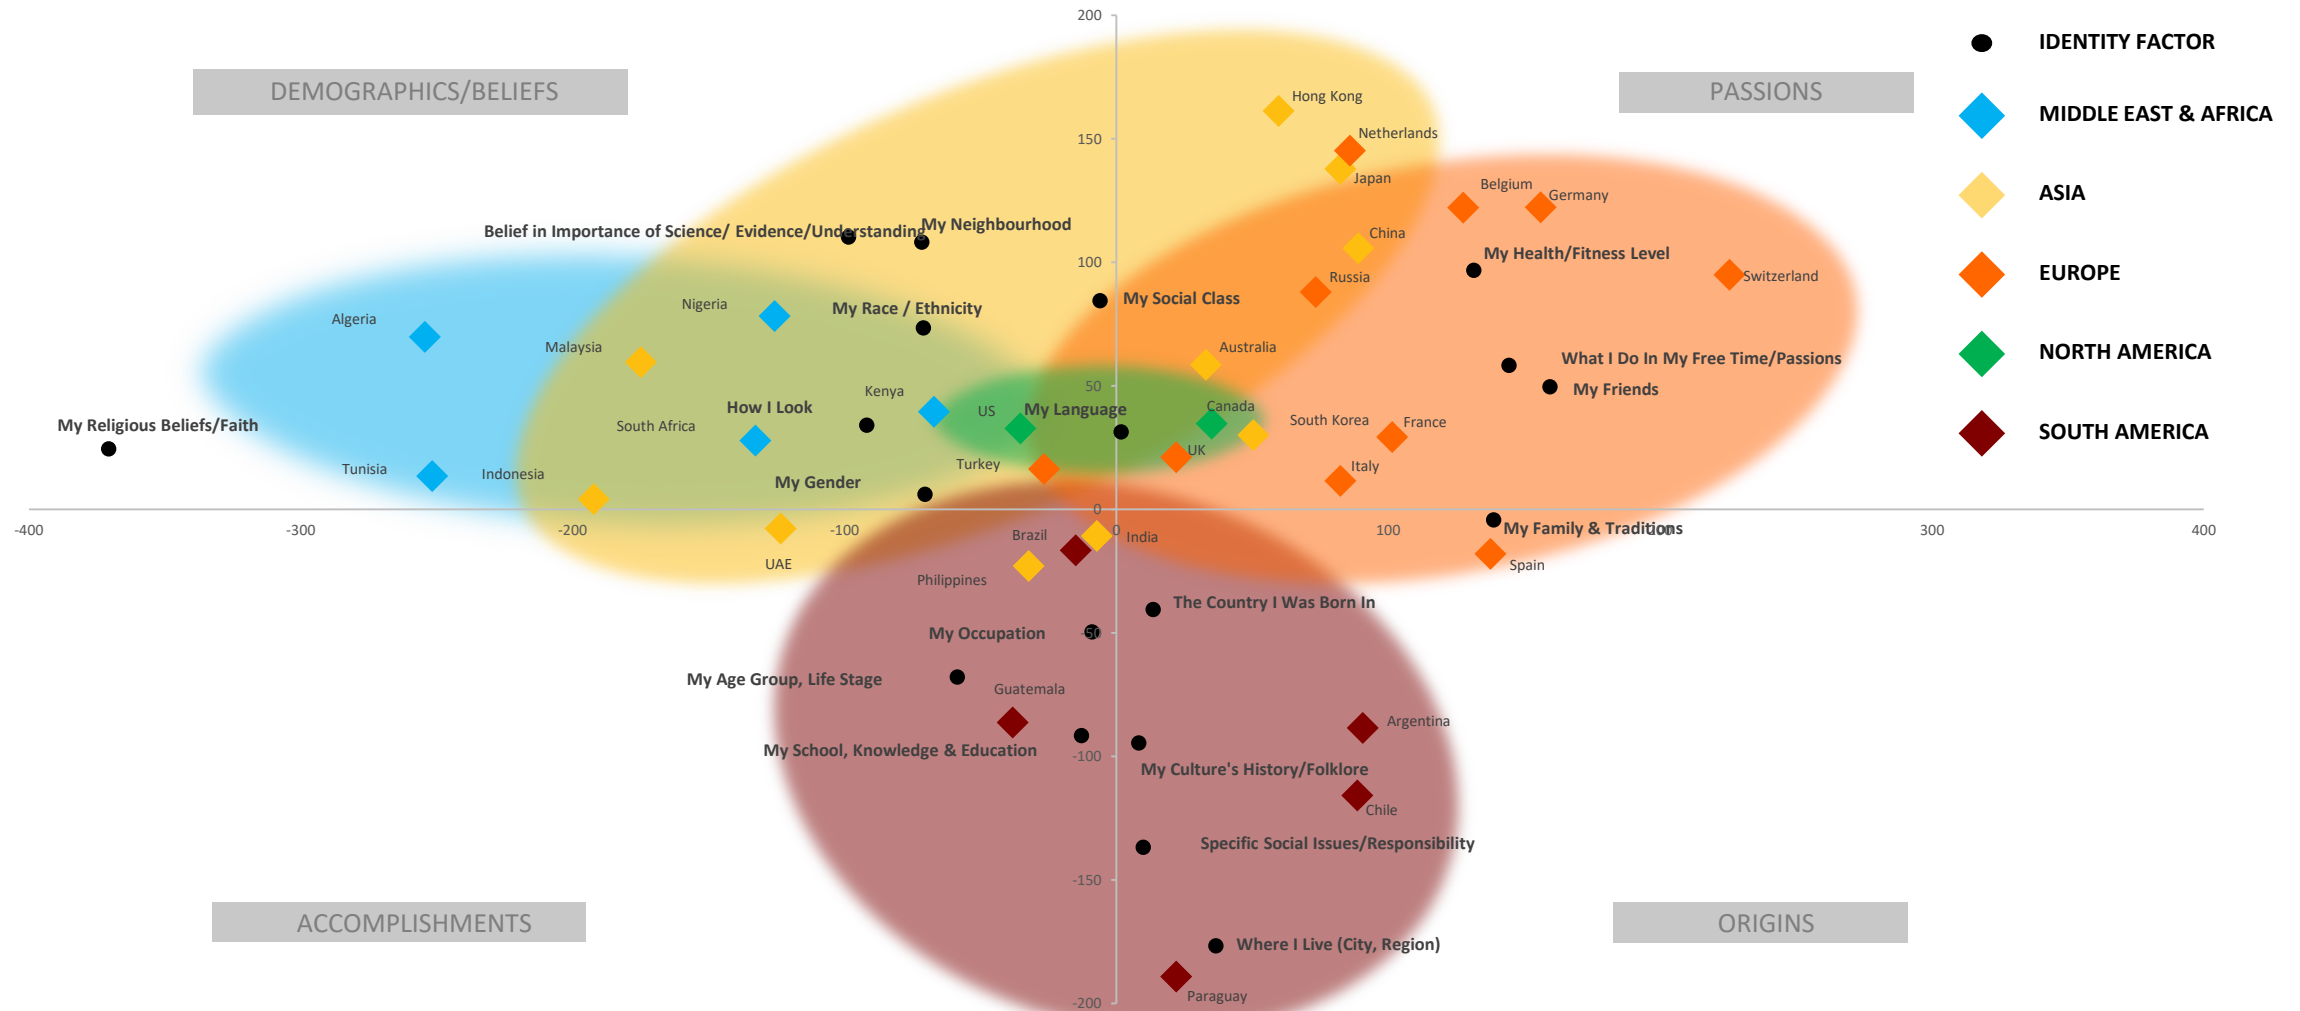 200
IDENTITY FACTOR
DEMOGRAPHICS/BELIEFS
PASSIONS
Hong Kong
MIDDLE EAST & AFRICA
Netherlands
150
Japan
Belgium
Germany
ASIA
Belief in Importance of Science/ Evidence/Understanding
My Neighbourhood
China
My Health/Fitness Level
100
Russia
Switzerland
EUROPE
Nigeria
My Race / Ethnicity
My Social Class
Algeria
Malaysia
Australia
What I Do In My Free Time/Passions
NORTH AMERICA
50
Kenya
My Friends
How I Look
US
My Language
Canada
My Religious Beliefs/Faith
South Africa
South Korea
France
SOUTH AMERICA
UK
Tunisia
Indonesia
Turkey
Italy
My Gender
0
-400
-300
-200
-100
0
100
200
300
400
My Family & Traditions
Brazil
India
UAE
Philippines
Spain
The Country I Was Born In
My Occupation
-50
My Age Group, Life Stage
Guatemala
Argentina
My School, Knowledge & Education
-100
My Culture's History/Folklore
Chile
Specific Social Issues/Responsibility
-150
ACCOMPLISHMENTS
ORIGINS
Where I Live (City, Region)
Paraguay
-200